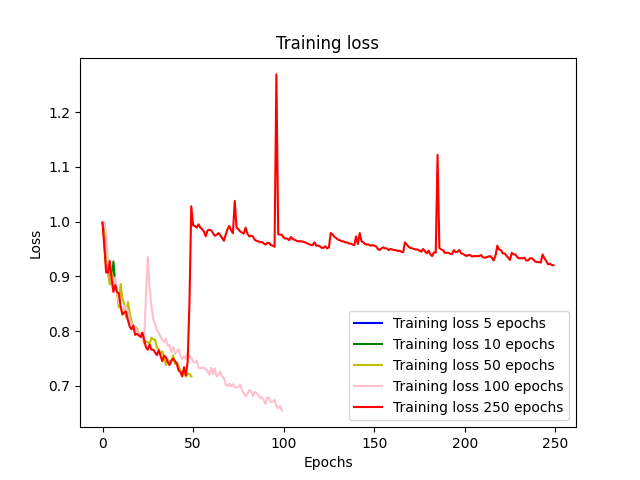 Training loss
1.2
1.1
1.0
0.9
0.8
0.7
Loss
0
50
100
150
200
250
Epochs
Training loss 5 epochs
Training loss 10 epochs
Training loss 50 epochs
Training loss 100 epochs
Training loss 250 epochs